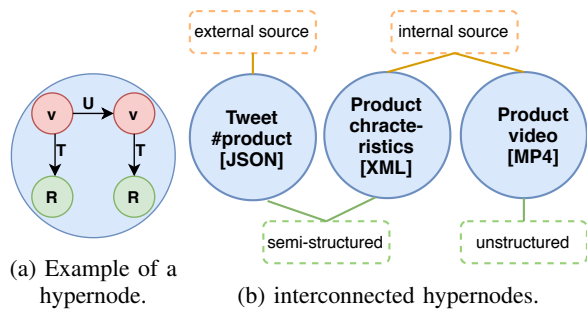 external source
internal source
v
U
v
T
T
R
R
Tweet
#product
[JSON]
Product
chracte-
ristics
[XML]
Product
video
[MP4]
semi-structured
unstructured
(a) Example of a
hypernode.
(b) interconnected hypernodes.